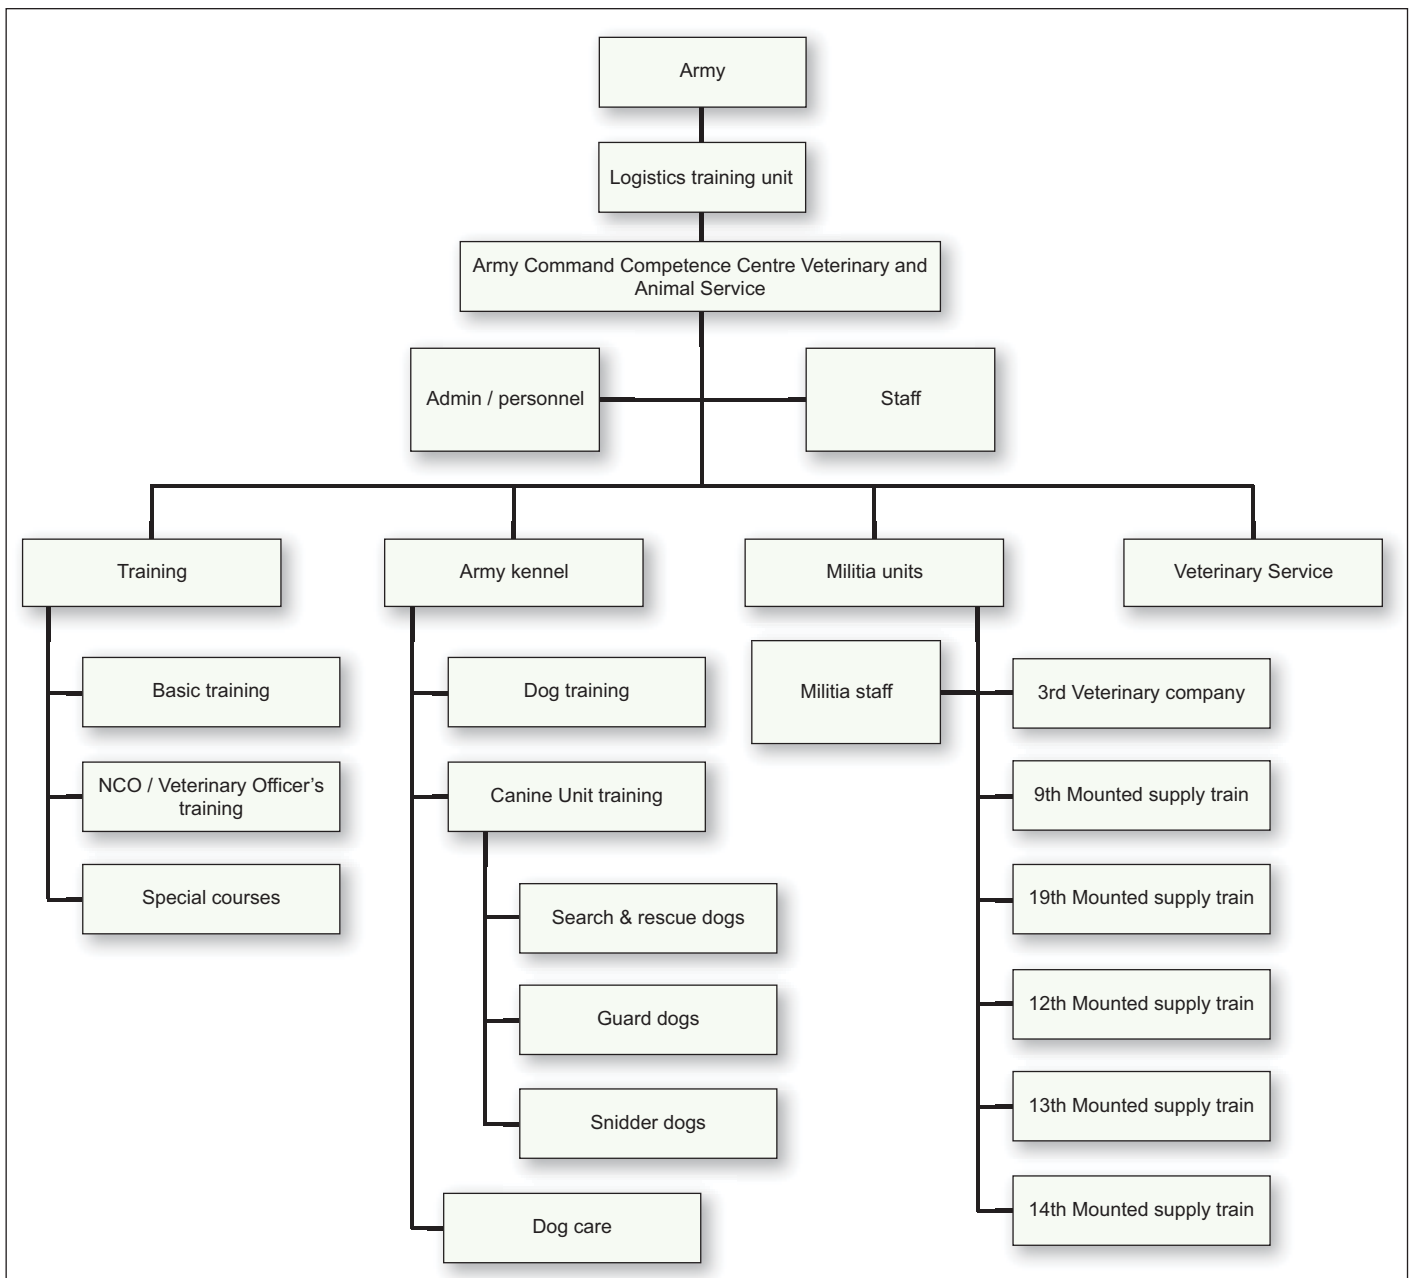 Army
Logistics training unit
Army Command Competence Centre Veterinary and
Animal Service
Admin / personnel
Staff
Training
Army kennel
Militia units
Veterinary Service
Basic training
NCO / Veterinary Officer’s
training
Special courses
Dog training
Canine Unit training
Search & rescue dogs
Guard dogs
Snidder dogs
Dog care
Militia staff
3rd Veterinary company
9th Mounted supply train
19th Mounted supply train
12th Mounted supply train
13th Mounted supply train
14th Mounted supply train